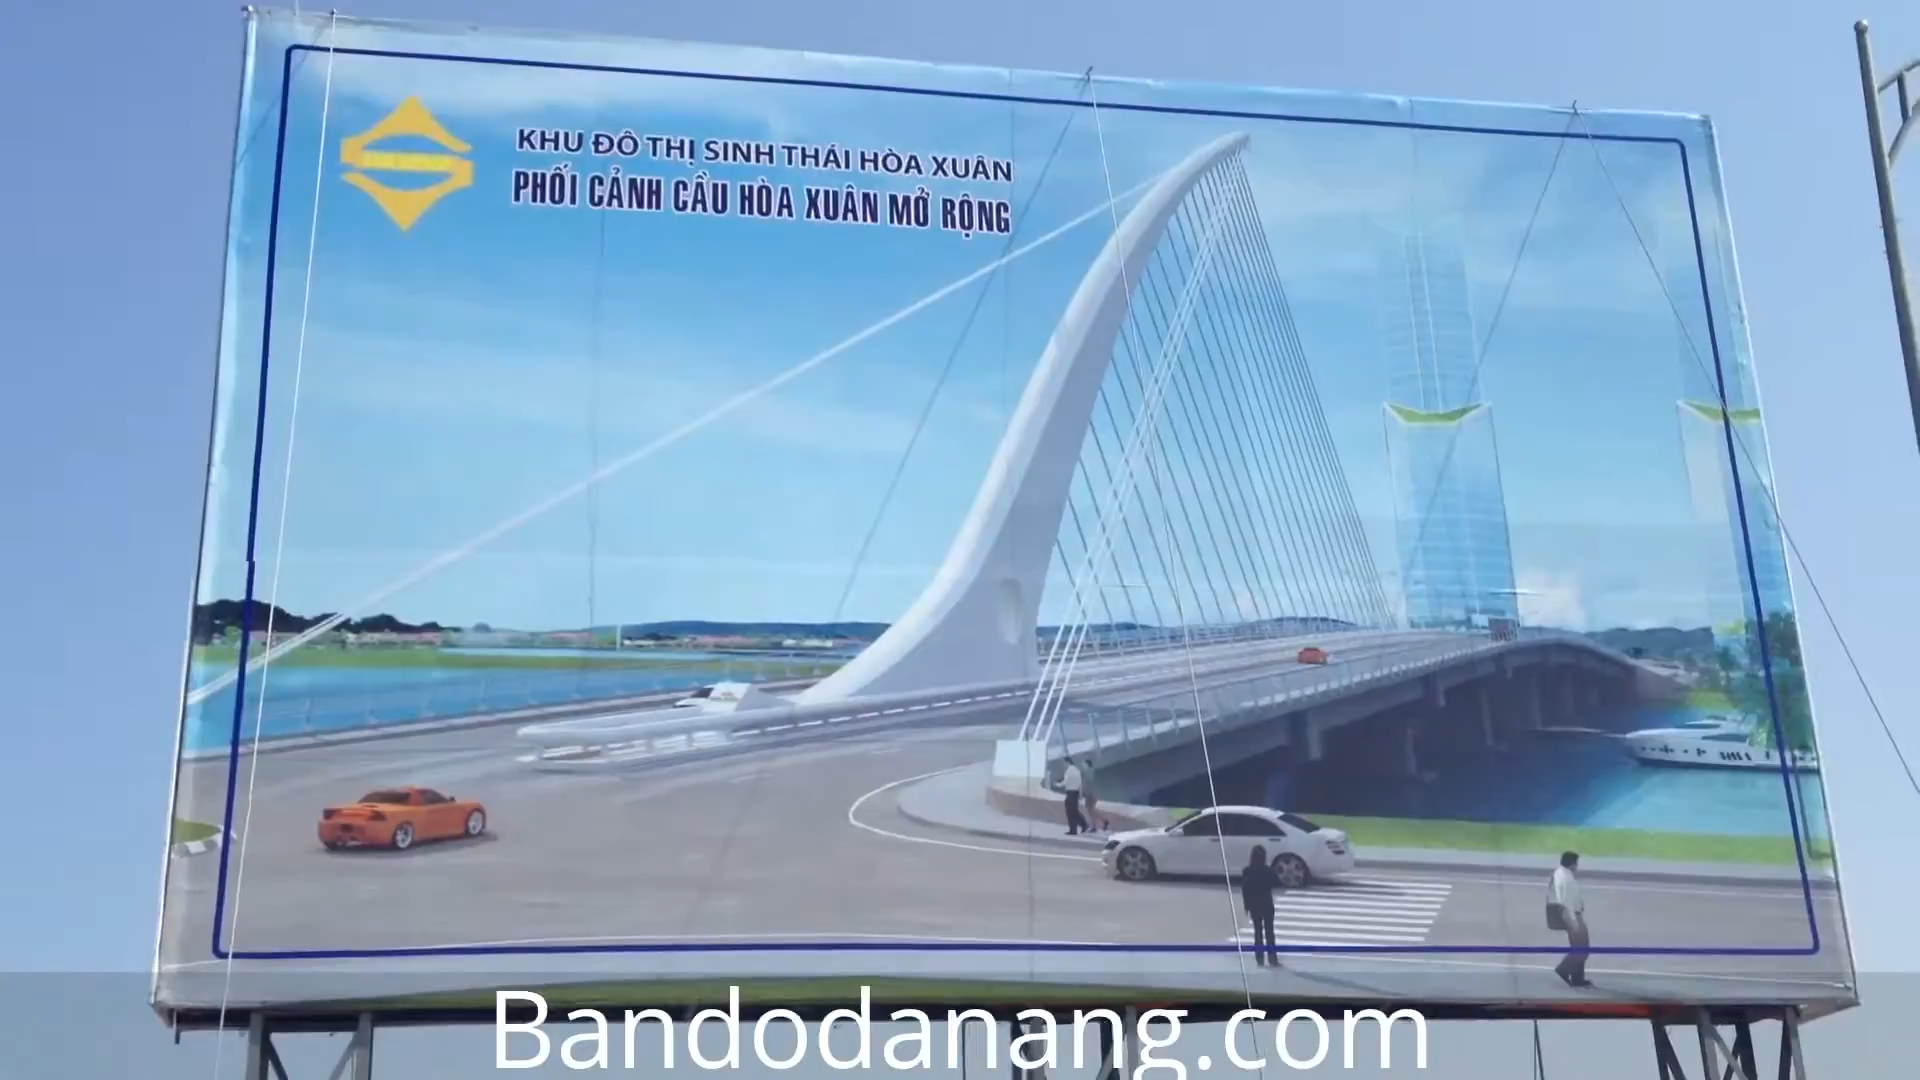 KHU ĐÔ THỊ SINH THÁI HÒA XUÂN
PHỐI CẢNH CẦU HÒA XUÂN MỞ RỘNG
Bandodanang.com